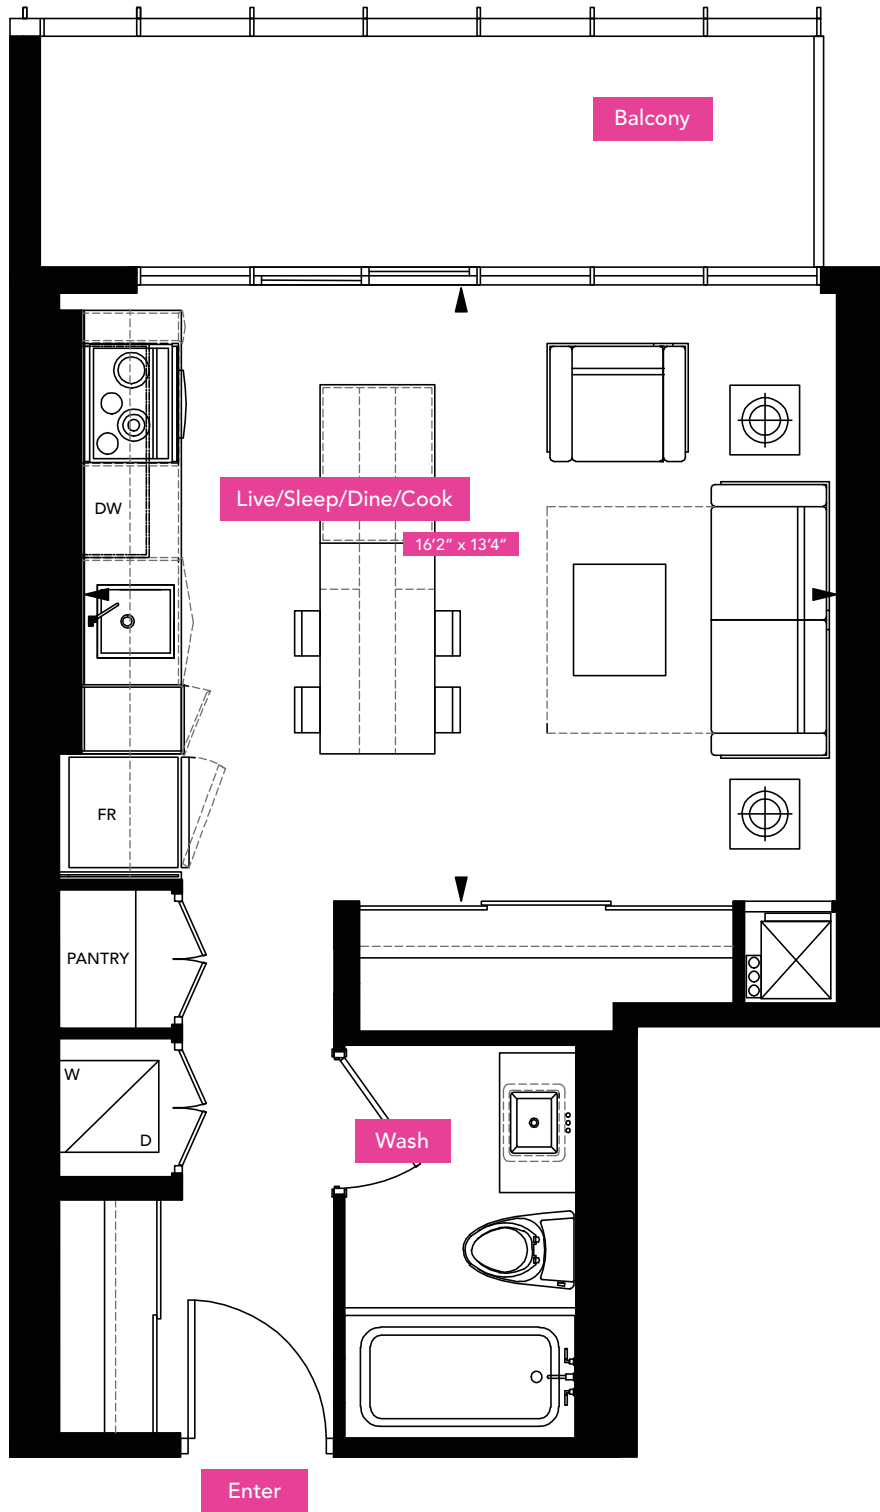 Balcony
Live/Sleep/Dine/Cook
16'2" x 13'4"
DW
FR
PANTRY
W
D
Wash
Enter